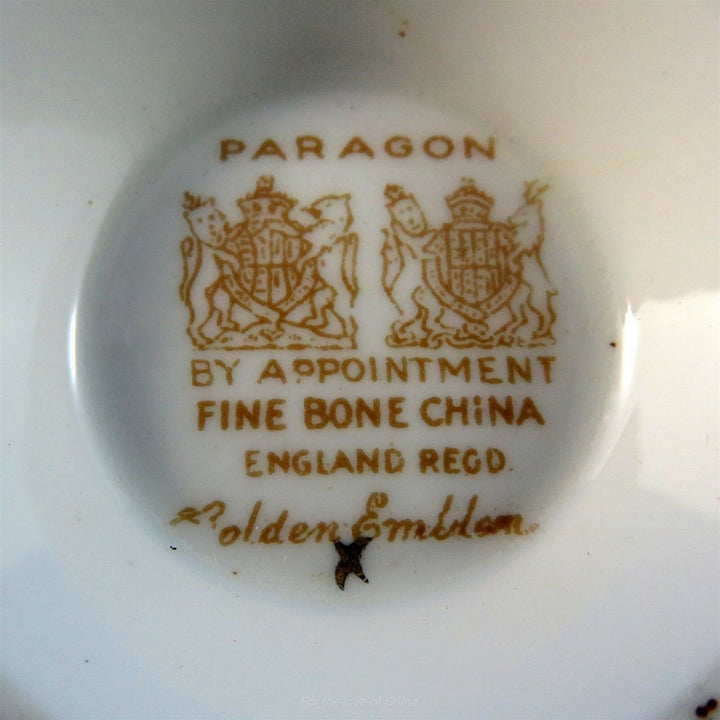 PARAGON
BY APPOINTMENT
FINE BONE CHINA
ENGLAND REGD.
Golden Emblem
For the love of China